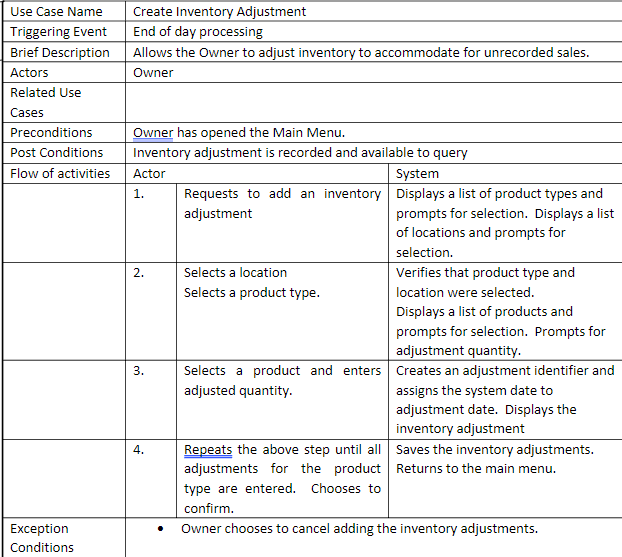 Use Case Name Create Inventory Adjustment
Triggering Event End of day processing
Brief Description Allows the Owner to adjust inventory to accommodate for unrecorded sales.
Actors Owner
Related Use
Cases
Preconditions Owner has opened the Main Menu.
Post Conditions Inventory adjustment is recorded and available to query
Flow of activities Actor System
1. Requests to add an inventory
adjustment
Displays a list of product types and
prompts for selection. Displays a list
of locations and prompts for
selection.
2. Selects a location
Selects a product type.
Verifies that product type and
location were selected.
Displays a list of products and
prompts for selection. Prompts for
adjustment quantity.
3. Selects a product and enters
adjusted quantity.
Creates an adjustment identifier and
assigns the system date to
adjustment date. Displays the
inventory adjustment
4. Repeats the above step until all
adjustments for the product
type are entered. Chooses to
confirm.
Saves the inventory adjustments.
Returns to the main menu.
Exception
Conditions
• Owner chooses to cancel adding the inventory adjustments.